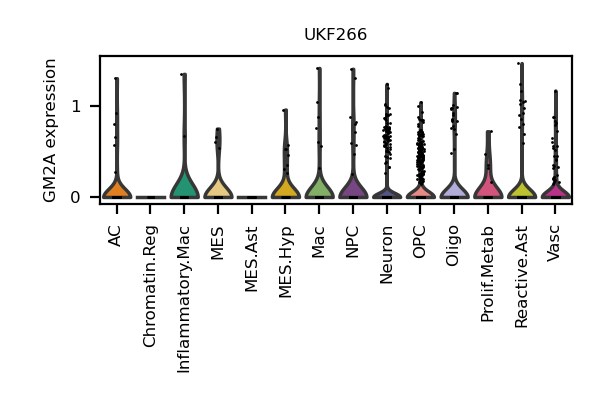 UKF266
GM2A expression
1
0
AC
Chromatin.Reg
Inflammatory.Mac
MES
MES.Ast
MES.Hyp
Mac
NPC
Neuron
OPC
Oligo
Prolif.Metab
Reactive.Ast
Vasc